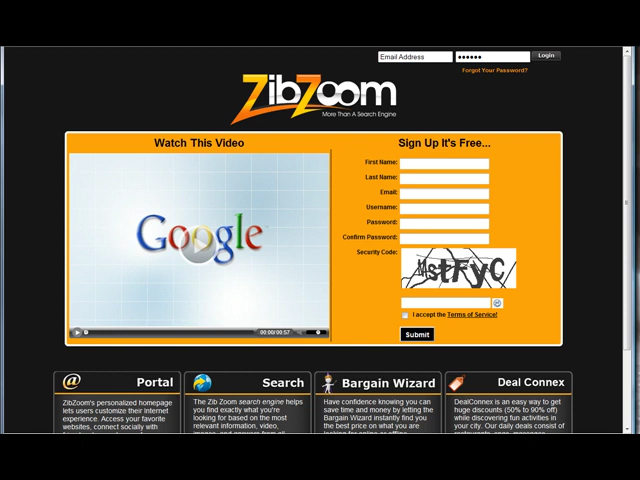 Email Address
••••••
Login
Forgot Your Password?
ZibZoom
More Than A Search Engine
Watch This Video
Sign Up It's Free...
First Name:
Last Name:
Email:
Username:
Password:
Confirm Password:
Security Code:
MstFyC
Google
I accept the Terms of Service!
00:00/00:57
Submit
Portal
ZibZoom's personalized homepage
lets users customize their Internet
experience. Access your favorite
websites, connect socially with
Search
The Zib Zoom search engine helps
you find exactly what you're
looking for based on the most
relevant information, video,
Bargain Wizard
Have confidence knowing you can
save time and money by letting the
Bargain Wizard instantly find you
the best price on what you are
Deal Connex
DealConnex is an easy way to get
huge discounts (50% to 90% off)
while discovering fun activities in
your city. Our daily deals consist of